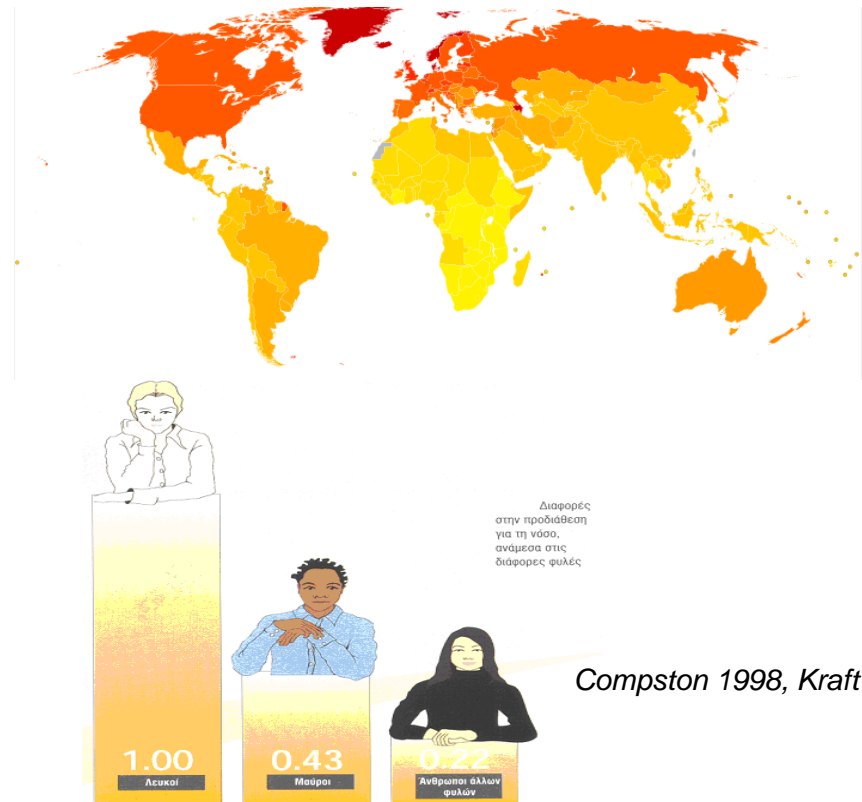 Διαφορές
στην προδιάθεση
για τη νόσο,
ανάμεσα στις
διάφορες φυλές
Compston 1998, Kraft
1.00
0.43
0.22
Λευκοί
Μαύροι
Άνθρωποι άλλων
φυλών